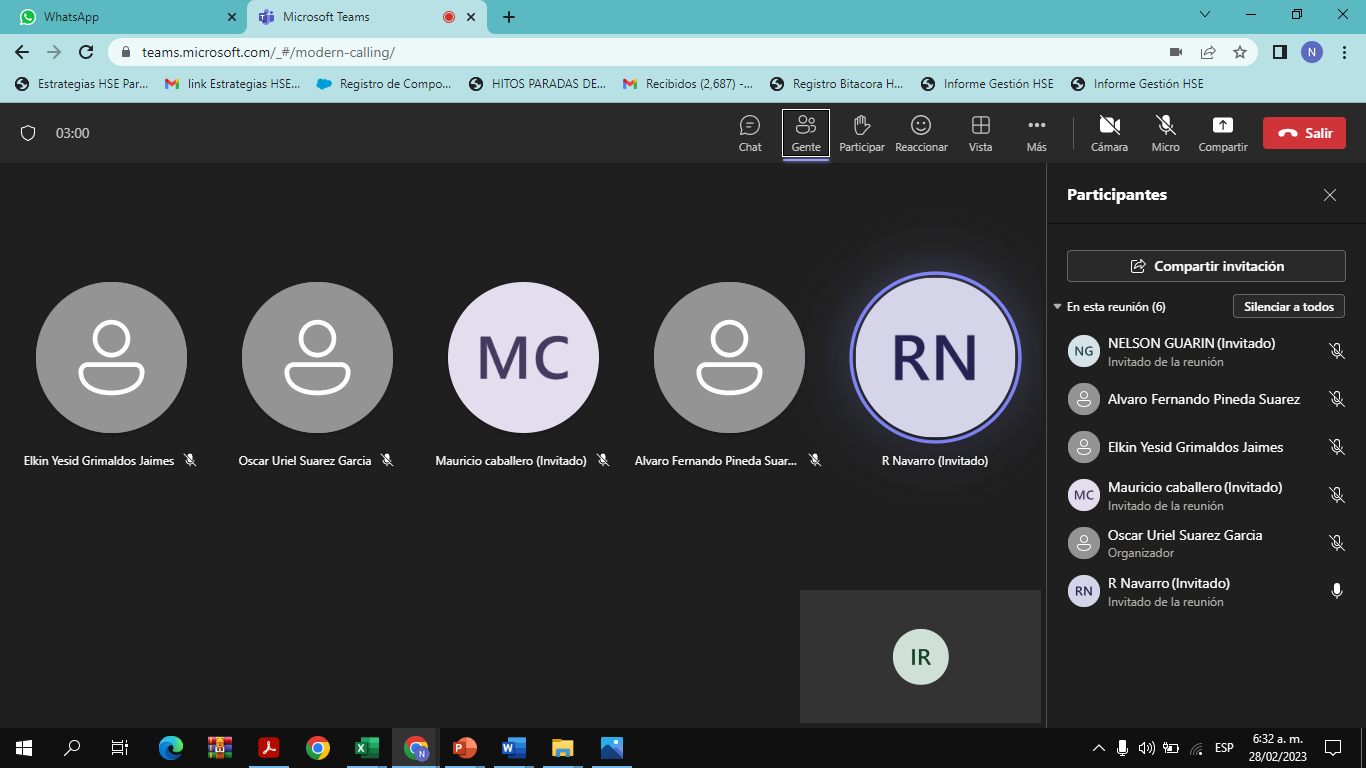 WhatsApp
Microsoft Teams
teams.microsoft.com/_#/modern-calling/
N
Estrategias HSE Par...
link Estrategias HSE...
Registro de Compo...
HITOS PARADAS DE...
Recibidos (2,687) -...
Registro Bitacora H...
Informe Gestión HSE
Informe Gestión HSE
03:00
Chat
Gente
Participar
Reaccionar
Vista
Más
Cámara
Micro
Compartir
Salir
MC
RN
Elkin Yesid Grimaldos Jaimes
Oscar Uriel Suarez Garcia
Mauricio caballero (Invitado)
Alvaro Fernando Pineda Suar...
R Navarro (Invitado)
IR
Participantes
Compartir invitación
En esta reunión (6)
Silenciar a todos
NG
NELSON GUARIN (Invitado)
Invitado de la reunión
Alvaro Fernando Pineda Suarez
Elkin Yesid Grimaldos Jaimes
MC
Mauricio caballero (Invitado)
Invitado de la reunión
Oscar Uriel Suarez Garcia
Organizador
RN
R Navarro (Invitado)
Invitado de la reunión
N
ESP
6:32 a. m.
28/02/2023